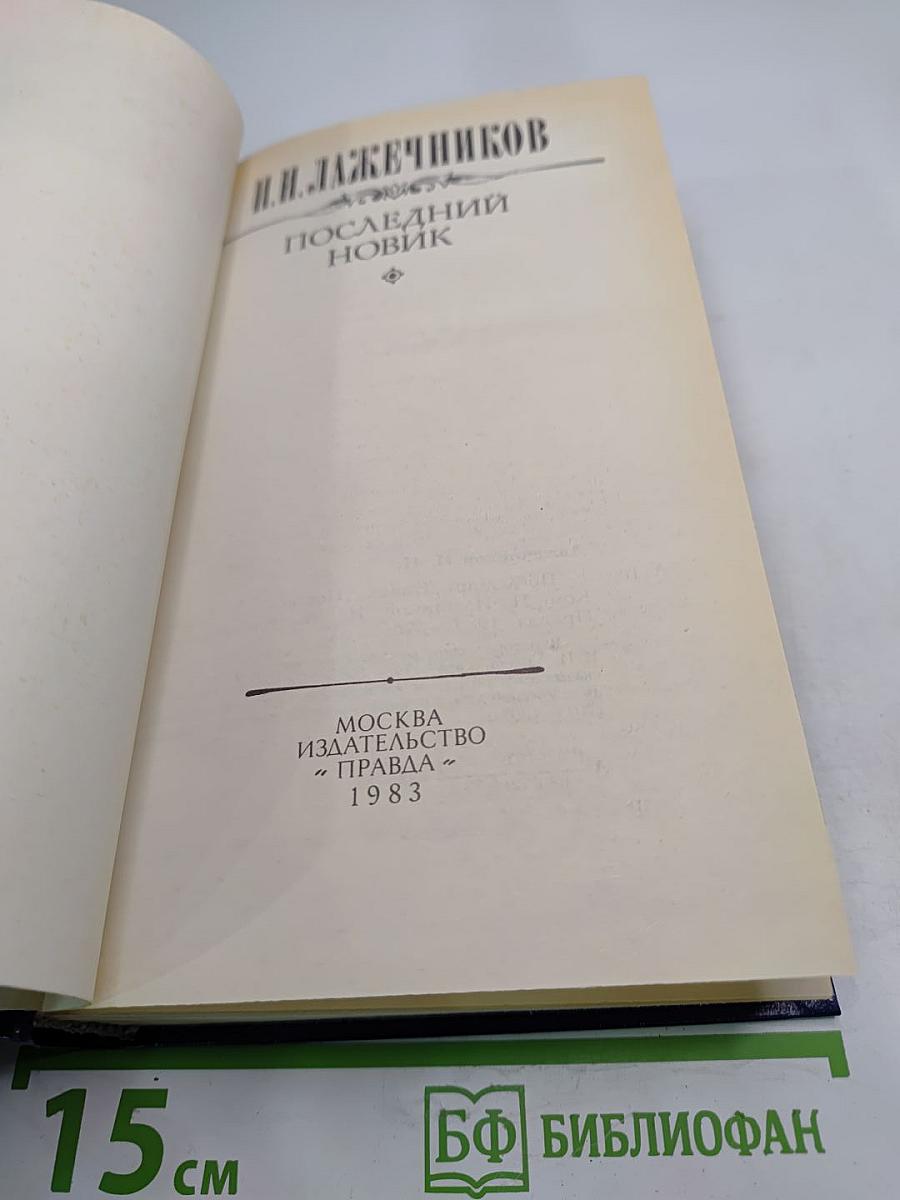 И.И.ЛАЖЕЧНИКОВ
ПОСЛЕДНИЙ
НОВИК
МОСКВА
ИЗДАТЕЛЬСТВО
„ ПРАВДА “
1983
15 см
БФ БИБЛИОФАН